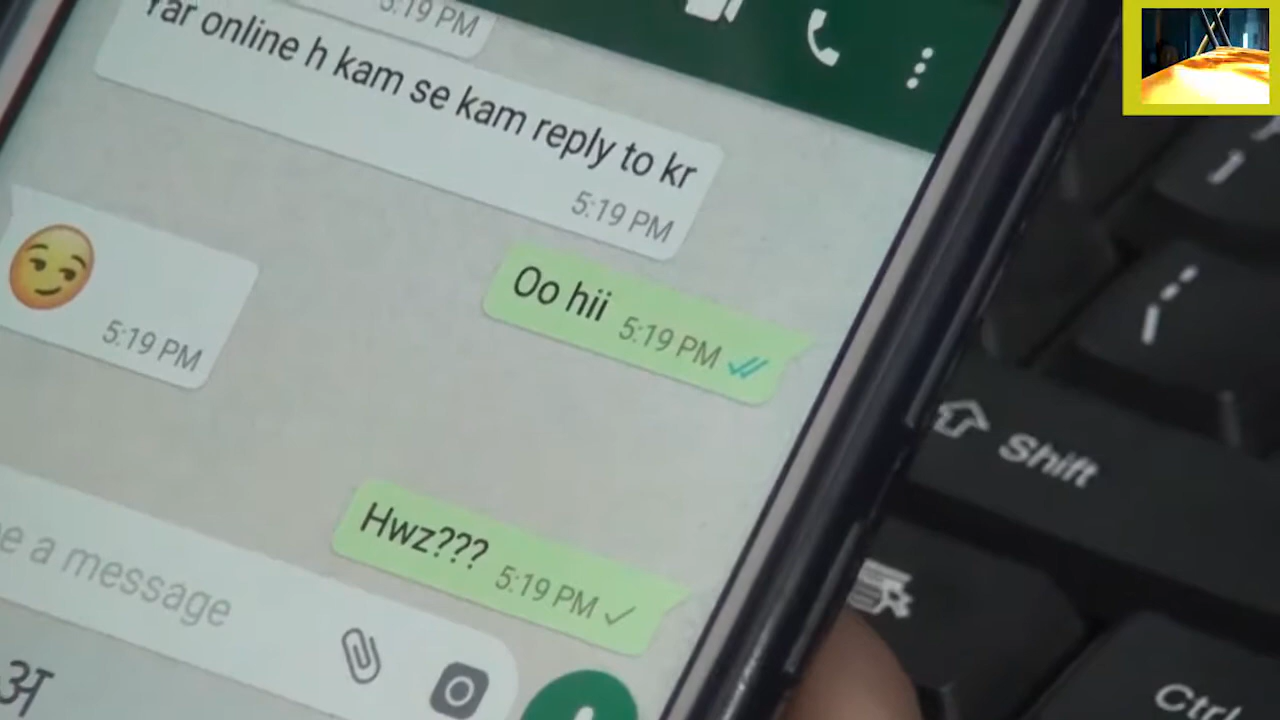 5:19 PM
Yar online h kam se kam reply to kr
5:19 PM
Oo hii 5:19 PM
5:19 PM
Hwz??? 5:19 PM
a message
अ
Shift
Ctrl